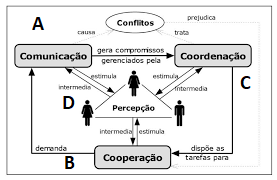 A
Conflitos
prejudica
causa
trata
Comunicação
gera compromissos
gerenciados pela
Coordenação
C
estimula
estimula
intermedia
intermedia
D
Percepção
intermedia
estimula
demanda
B
Cooperação
dispõe as
tarefas para